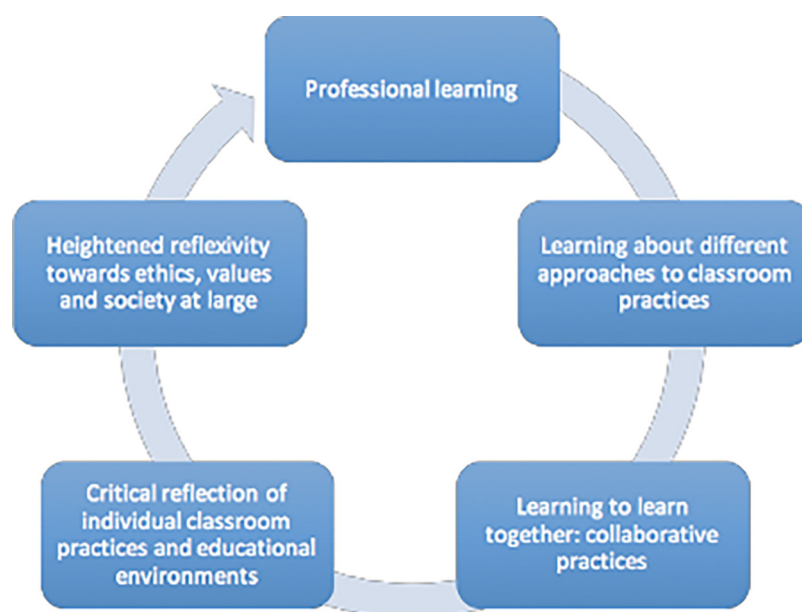 Professional learning
Learning about different
approaches to classroom
practices
Learning to learn
together: collaborative
practices
Critical reflection of
individual classroom
practices and educational
environments
Heightened reflexivity
towards ethics, values
and society at large